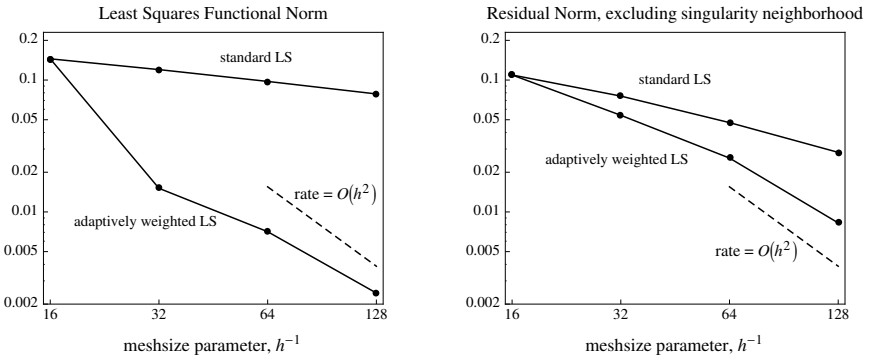 Least Squares Functional Norm
0.2
0.1
0.05
0.02
0.01
0.005
0.002
standard LS
rate = O(h²)
adaptively weighted LS
16 32 64 128
meshsize parameter, h⁻¹
Residual Norm, excluding singularity neighborhood
0.2
0.1
0.05
0.02
0.01
0.005
0.002
standard LS
adaptively weighted LS
rate = O(h²)
16 32 64 128
meshsize parameter, h⁻¹